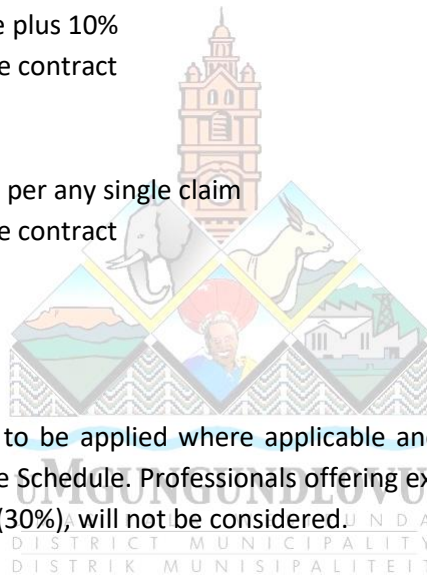 e plus 10%
e contract
per any single claim
e contract
to be applied where applicable and
e Schedule. Professionals offering ex
(30%), will not be considered.
UMGUNGUNDLOVU
DISTRICT MUNICIPALITY
DISTRIK MUNISIPALITEIT